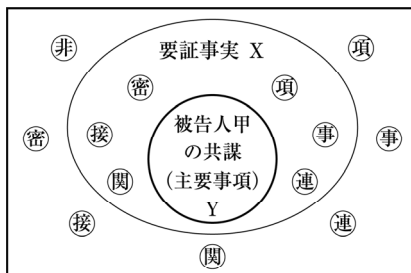 非
項
要証事実 X
密
項
密
接
被告人甲
の共謀
(主要事項)
Y
事
事
関
連
接
連
関